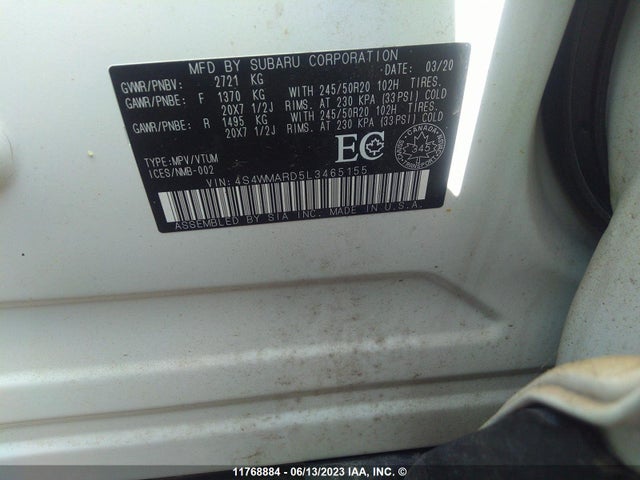 MFD BY SUBARU CORPORATION DATE: 03/20
GVWR/PNBV: 2721 KG
GAWR/PNBE: F 1370 KG WITH 245/50R20 102H TIRES.
20X7 1/2J RIMS. AT 230 KPA (33PSI) COLD
GAWR/PNBE: R 1495 KG WITH 245/50R20 102H TIRES.
20X7 1/2J RIMS. AT 230 KPA (33PSI) COLD
TYPE:MPV/VTUM
ICES/NMB-002
EC
CANADA
345
VIN:4S4WMARD5L3465155
ASSEMBLED BY SIA INC. MADE IN U.S.A.
11768884 - 06/13/2023 IAA, INC. ©